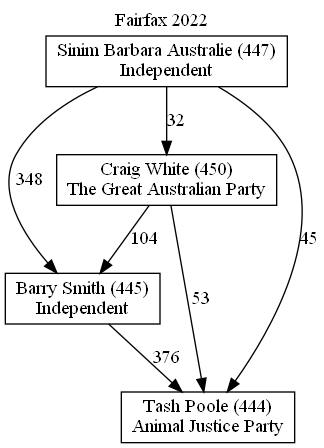 Fairfax 2022
Sinim Barbara Australie (447)
Independent
32
Craig White (450)
The Great Australian Party
348
104
45
Barry Smith (445)
Independent
53
376
Tash Poole (444)
Animal Justice Party